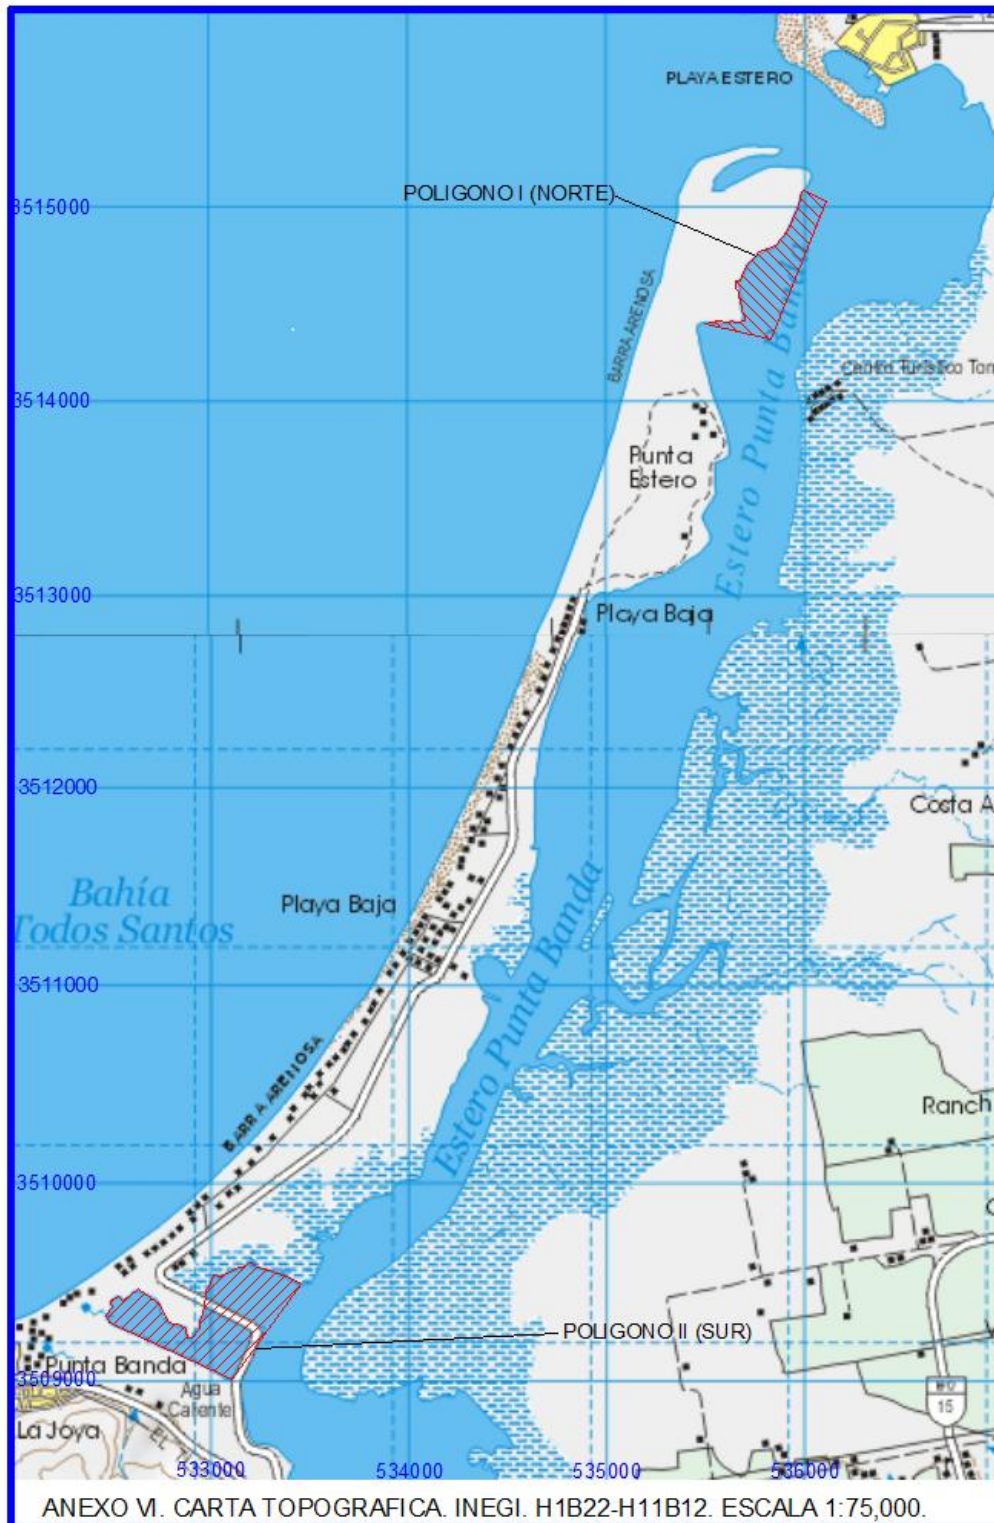 PLAYA ESTERO
POLIGONO I (NORTE)
3515000
BARRA ARENOSA
Estero Punta Banda
3514000
Punta
Estero
3513000
Playa Baja
3512000
Costa A
Bahía
Todos Santos
Playa Baja
Estero Punta Banda
3511000
BARRA ARENOSA
Ranch
3510000
POLIGONO II (SUR)
Punta Banda
3509000
Agua
Caliente
15
La Joya
EL
533000
534000
535000
536000
ANEXO VI. CARTA TOPOGRAFICA. INEGI. H1B22-H11B12. ESCALA 1:75,000.